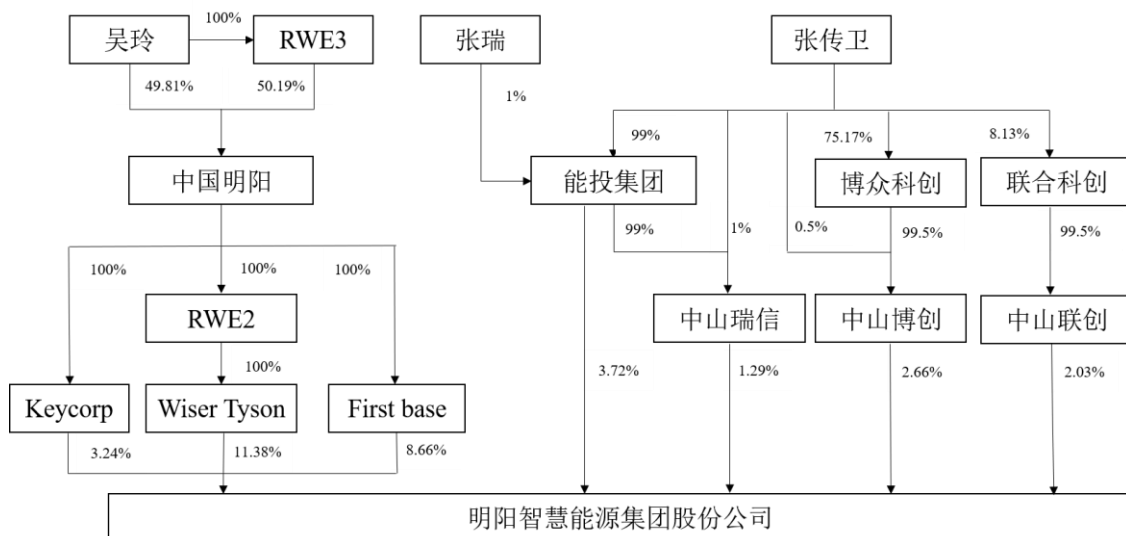 吴玲
100%
RWE3
张瑞
张传卫
49.81%
50.19%
1%
99%
75.17%
8.13%
中国明阳
能投集团
博众科创
联合科创
99%
1%
0.5%
99.5%
99.5%
100%
100%
100%
RWE2
中山瑞信
中山博创
中山联创
100%
3.72%
1.29%
2.66%
2.03%
Keycorp
Wiser Tyson
First base
3.24%
11.38%
8.66%
明阳智慧能源集团股份公司